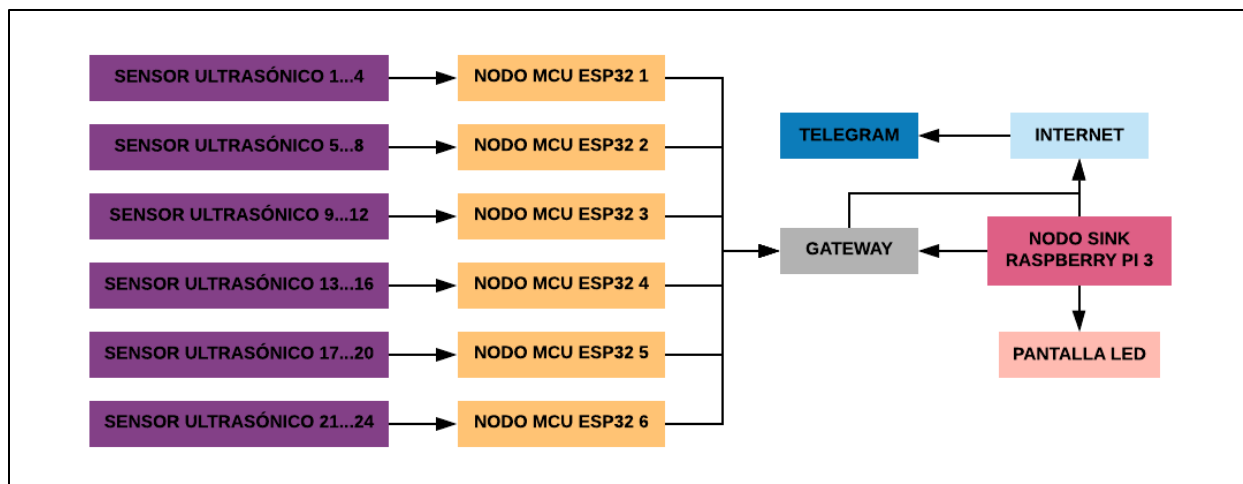 SENSOR ULTRASÓNICO 1...4
NODO MCU ESP32 1
SENSOR ULTRASÓNICO 5...8
NODO MCU ESP32 2
TELEGRAM
INTERNET
SENSOR ULTRASÓNICO 9...12
NODO MCU ESP32 3
GATEWAY
NODO SINK
RASPBERRY PI 3
SENSOR ULTRASÓNICO 13...16
NODO MCU ESP32 4
SENSOR ULTRASÓNICO 17...20
NODO MCU ESP32 5
PANTALLA LED
SENSOR ULTRASÓNICO 21...24
NODO MCU ESP32 6